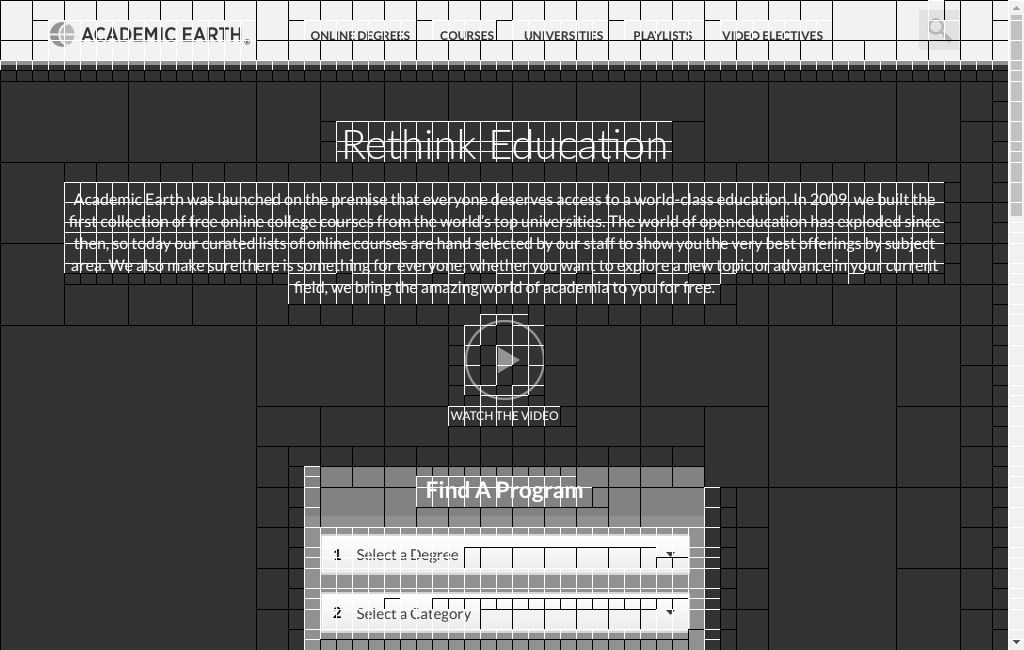 ACADEMIC EARTH®
ONLINE DEGREES COURSES UNIVERSITIES PLAYLISTS VIDEO ELECTIVES
Rethink Education
Academic Earth was launched on the premise that everyone deserves access to a world-class education. In 2009, we built the
first collection of free online college courses from the world's top universities. The world of open education has exploded since
then, so today our curated lists of online courses are hand selected by our staff to show you the very best offerings by subject
area. We also make sure there is something for everyone: whether you want to explore a new topic or advance in your current
field, we bring the amazing world of academia to you for free.
WATCH THE VIDEO
Find A Program
1 Select a Degree
2 Select a Category